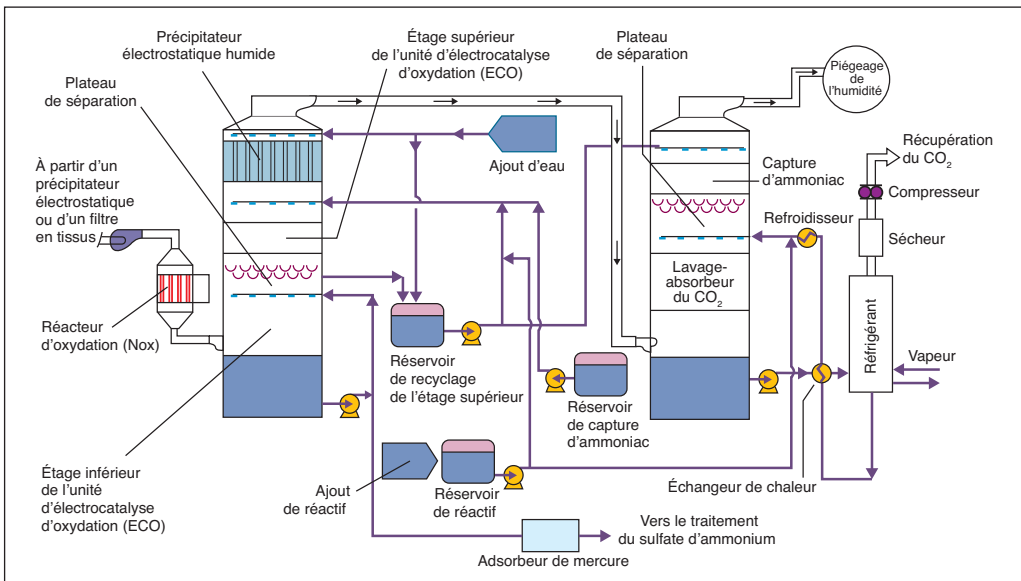 Précipitateur
électrostatique humide
Étage supérieur
de l'unité d'électrocatalyse
d'oxydation (ECO)
Plateau
de séparation
Piégeage
de
l'humidité
Plateau
de séparation
Ajout d'eau
Récupération
du CO2
À partir d'un
précipitateur
électrostatique
ou d'un filtre
en tissus
Capture
d'ammoniac
Compresseur
Refroidisseur
Sécheur
Lavage-
absorbeur
du CO2
Réacteur
d'oxydation (Nox)
Réfrigérant
Vapeur
Réservoir
de recyclage
de l'étage supérieur
Réservoir
de capture
d'ammoniac
Étage inférieur
de l'unité
d'électrocatalyse
d'oxydation (ECO)
Ajout
de réactif
Réservoir
de réactif
Échangeur de chaleur
Vers le traitement
du sulfate d'ammonium
Adsorbeur de mercure